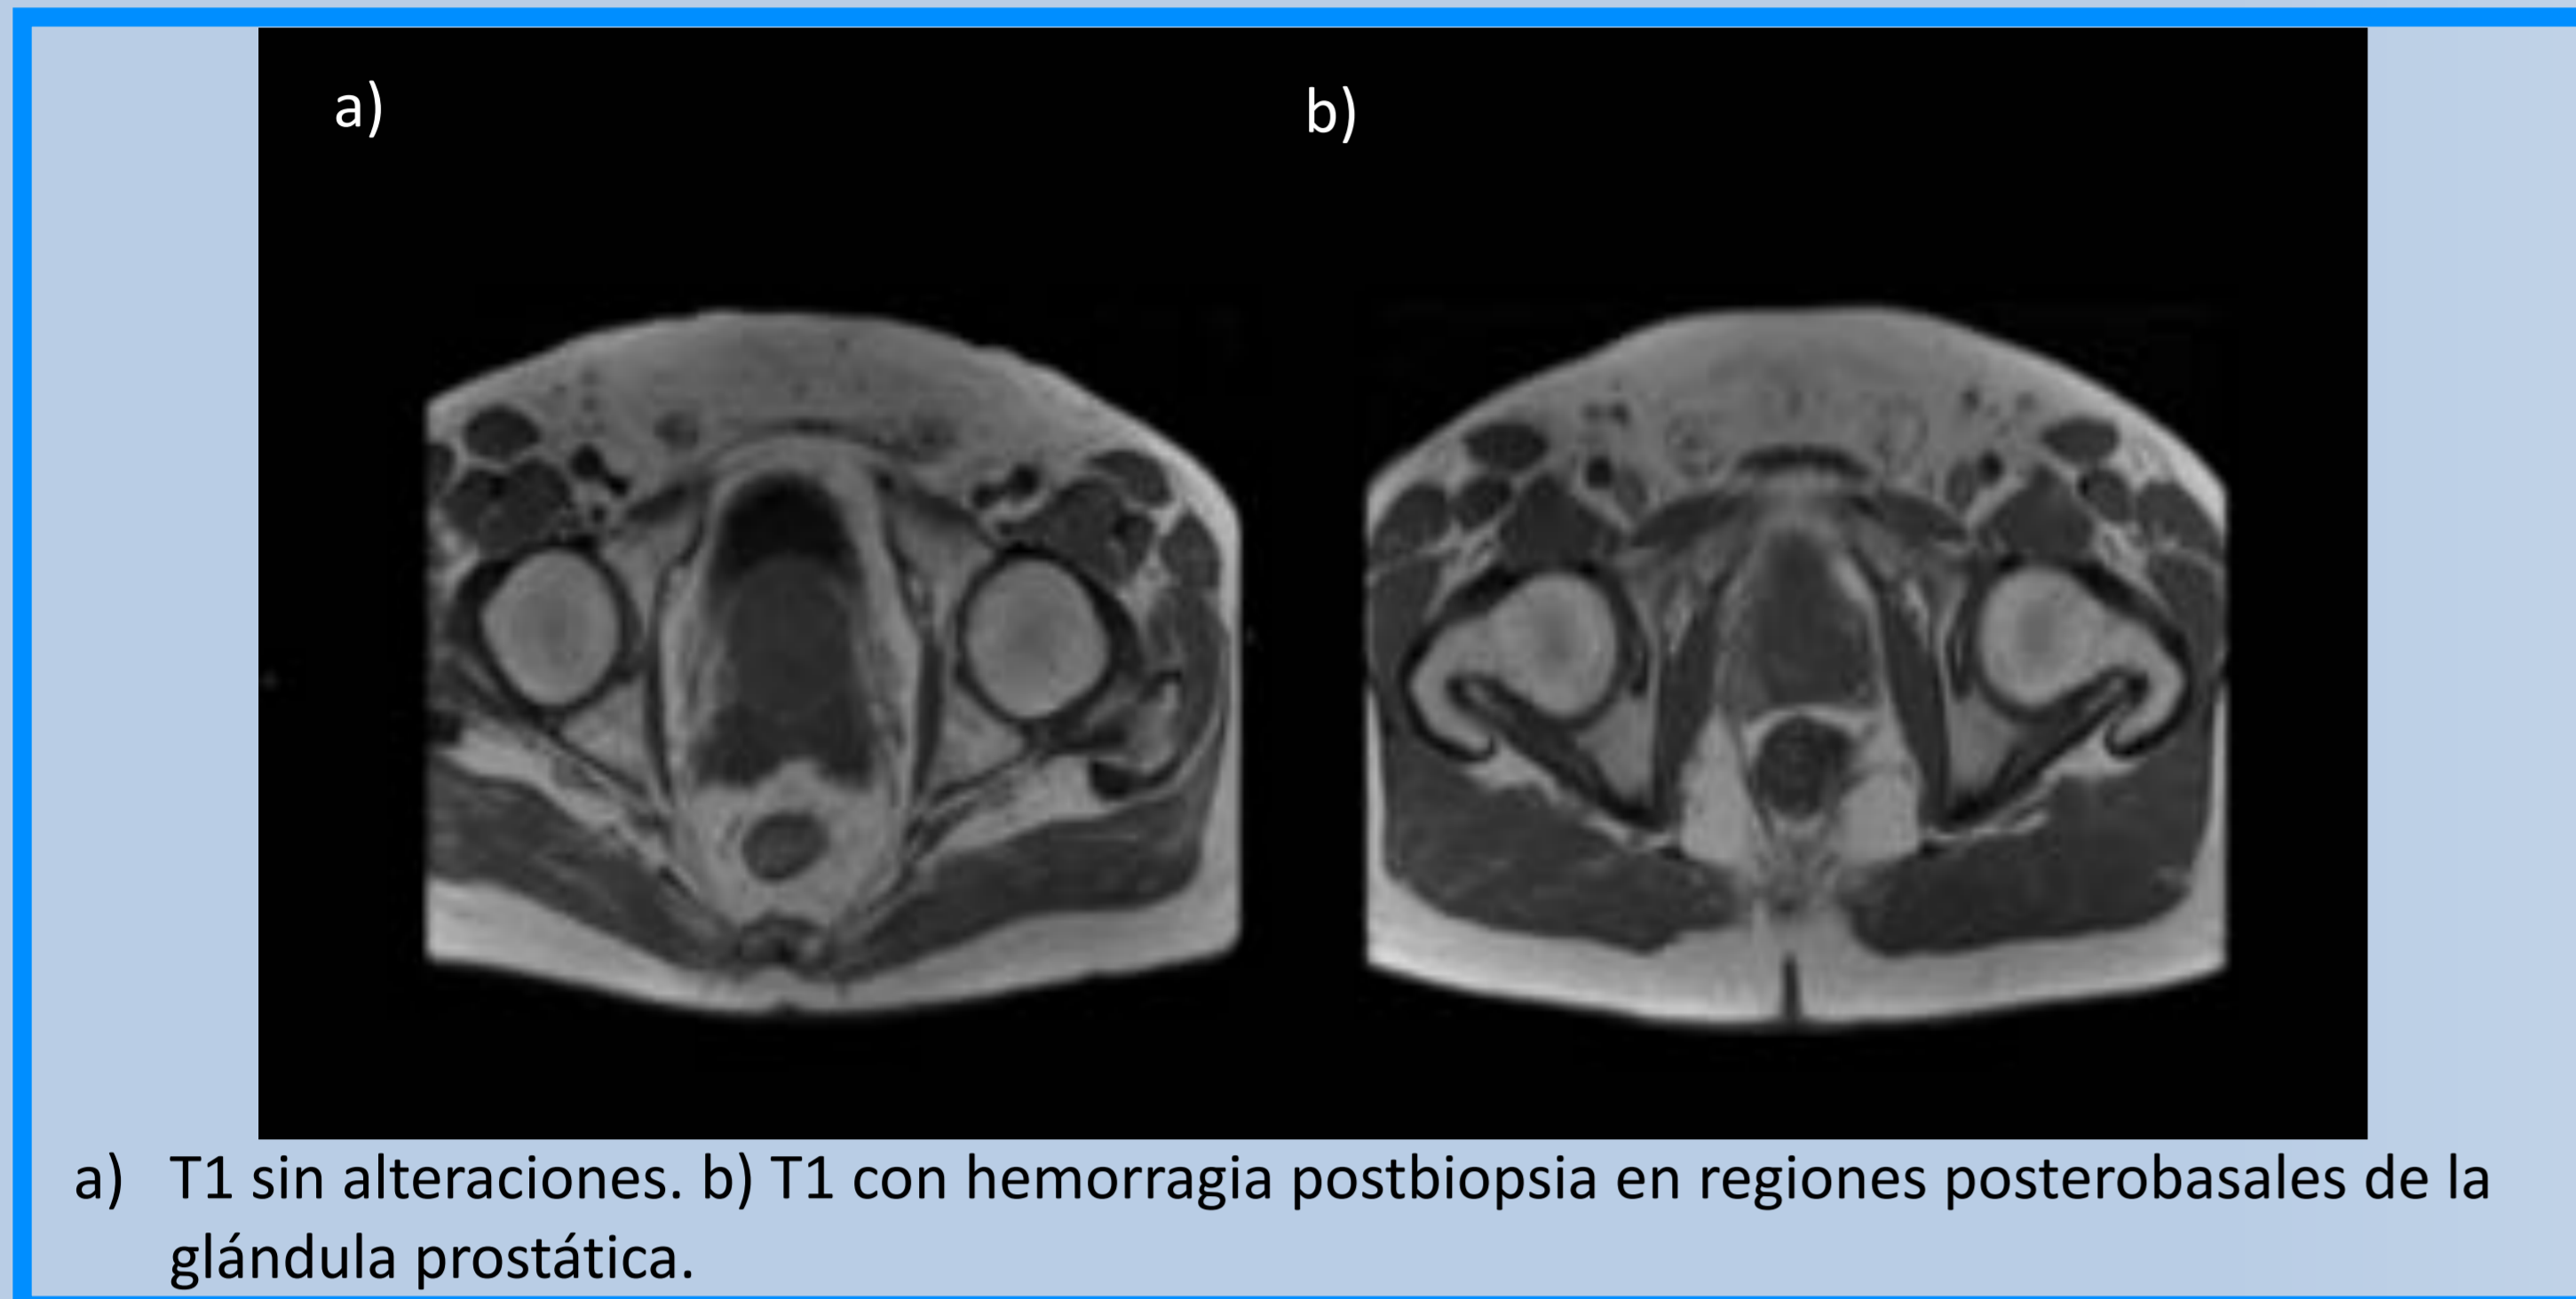 a)
b)
a) T1 sin alteraciones. b) T1 con hemorragia postbiopsia en regiones posterobasales de la
glándula prostática.